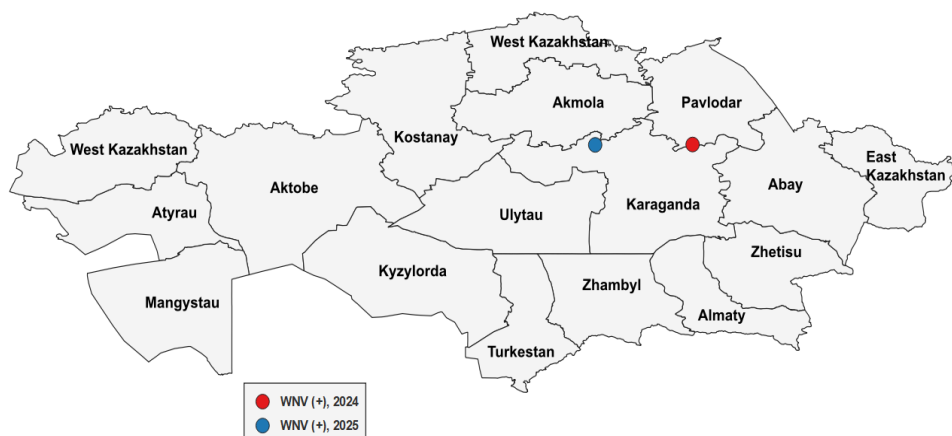 West Kazakhstan
Akmola
Pavlodar
Kostanay
West Kazakhstan
East
Kazakhstan
Aktobe
Abay
Karaganda
Atyrau
Ulytau
Zhetisu
Kyzylorda
Zhambyl
Mangystau
Almaty
Turkestan
WNV (+), 2024
WNV (+), 2025